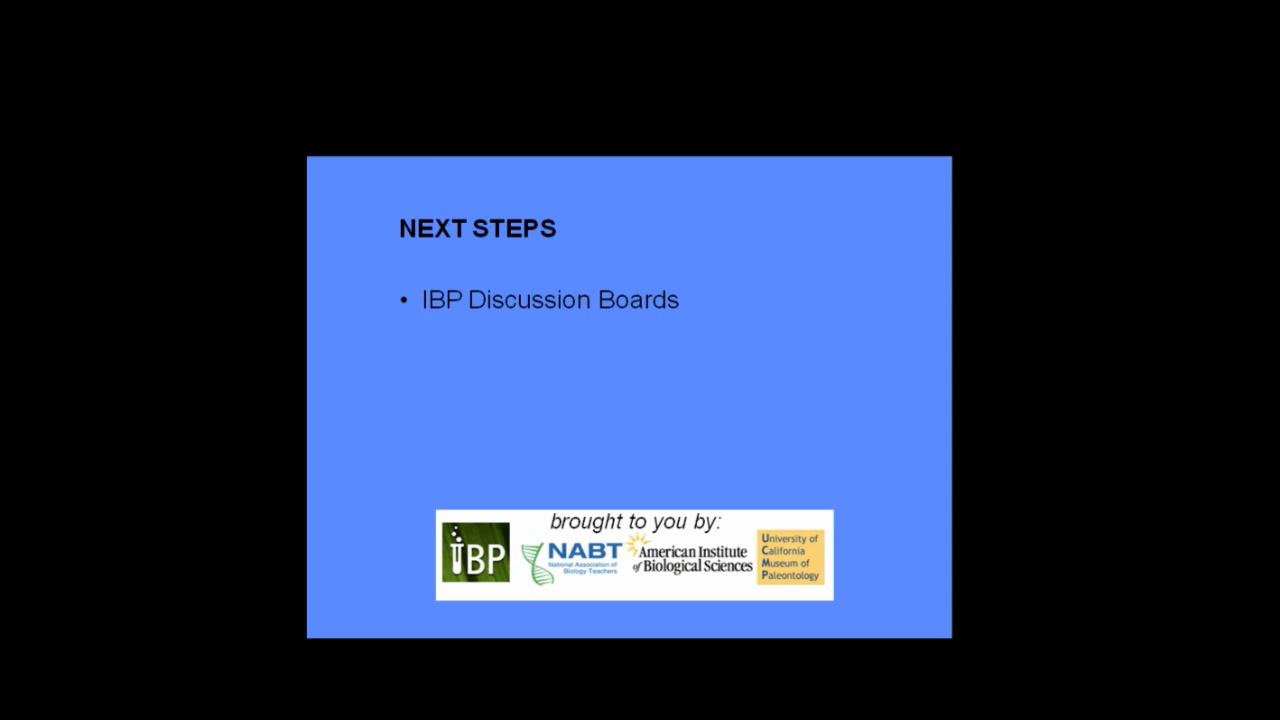 NEXT STEPS
• IBP Discussion Boards
brought to you by:
IBP
NABT
National Association of
Biology Teachers
American Institute
of Biological Sciences
University of
California
Museum of
Paleontology